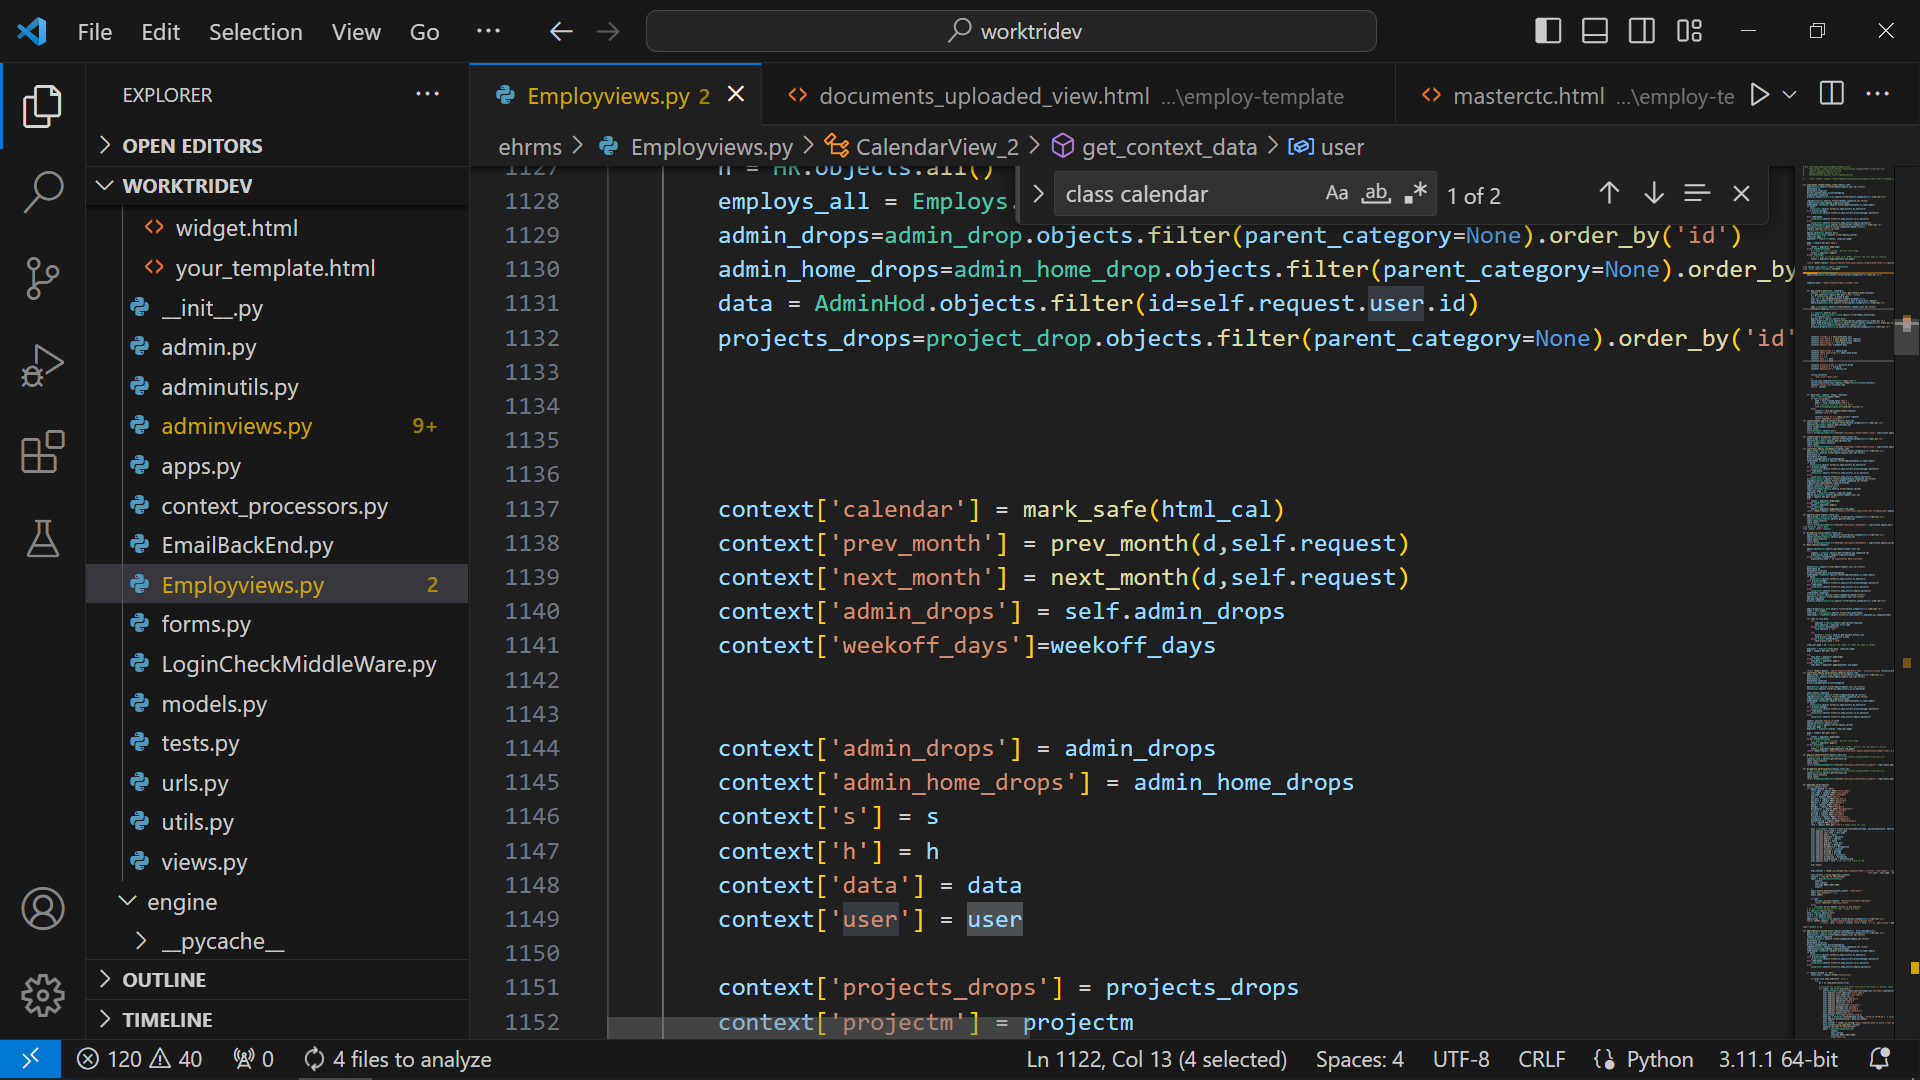 File Edit Selection View Go ··· worktridev
EXPLORER
OPEN EDITORS
WORKTRIDEV
widget.html
your_template.html
__init__.py
admin.py
adminutils.py
adminviews.py 9+
apps.py
context_processors.py
EmailBackEnd.py
Employviews.py 2
forms.py
LoginCheckMiddleWare.py
models.py
tests.py
urls.py
utils.py
views.py
engine
__pycache__
OUTLINE
TIMELINE
Employviews.py 2 documents_uploaded_view.html ...\employ-template masterctc.html ...\employ-te
ehrms > Employviews.py > CalendarView_2 > get_context_data > user
class calendar Aa ab .* 1 of 2
1127 h = HR.objects.all()
1128 employs_all = Employs.
1129 admin_drops=admin_drop.objects.filter(parent_category=None).order_by('id')
1130 admin_home_drops=admin_home_drop.objects.filter(parent_category=None).order_by
1131 data = AdminHod.objects.filter(id=self.request.user.id)
1132 projects_drops=project_drop.objects.filter(parent_category=None).order_by('id'
1133
1134
1135
1136
1137 context['calendar'] = mark_safe(html_cal)
1138 context['prev_month'] = prev_month(d,self.request)
1139 context['next_month'] = next_month(d,self.request)
1140 context['admin_drops'] = self.admin_drops
1141 context['weekoff_days']=weekoff_days
1142
1143
1144 context['admin_drops'] = admin_drops
1145 context['admin_home_drops'] = admin_home_drops
1146 context['s'] = s
1147 context['h'] = h
1148 context['data'] = data
1149 context['user'] = user
1150
1151 context['projects_drops'] = projects_drops
1152 context['projectm'] = projectm
120 40 0 4 files to analyze Ln 1122, Col 13 (4 selected) Spaces: 4 UTF-8 CRLF {} Python 3.11.1 64-bit